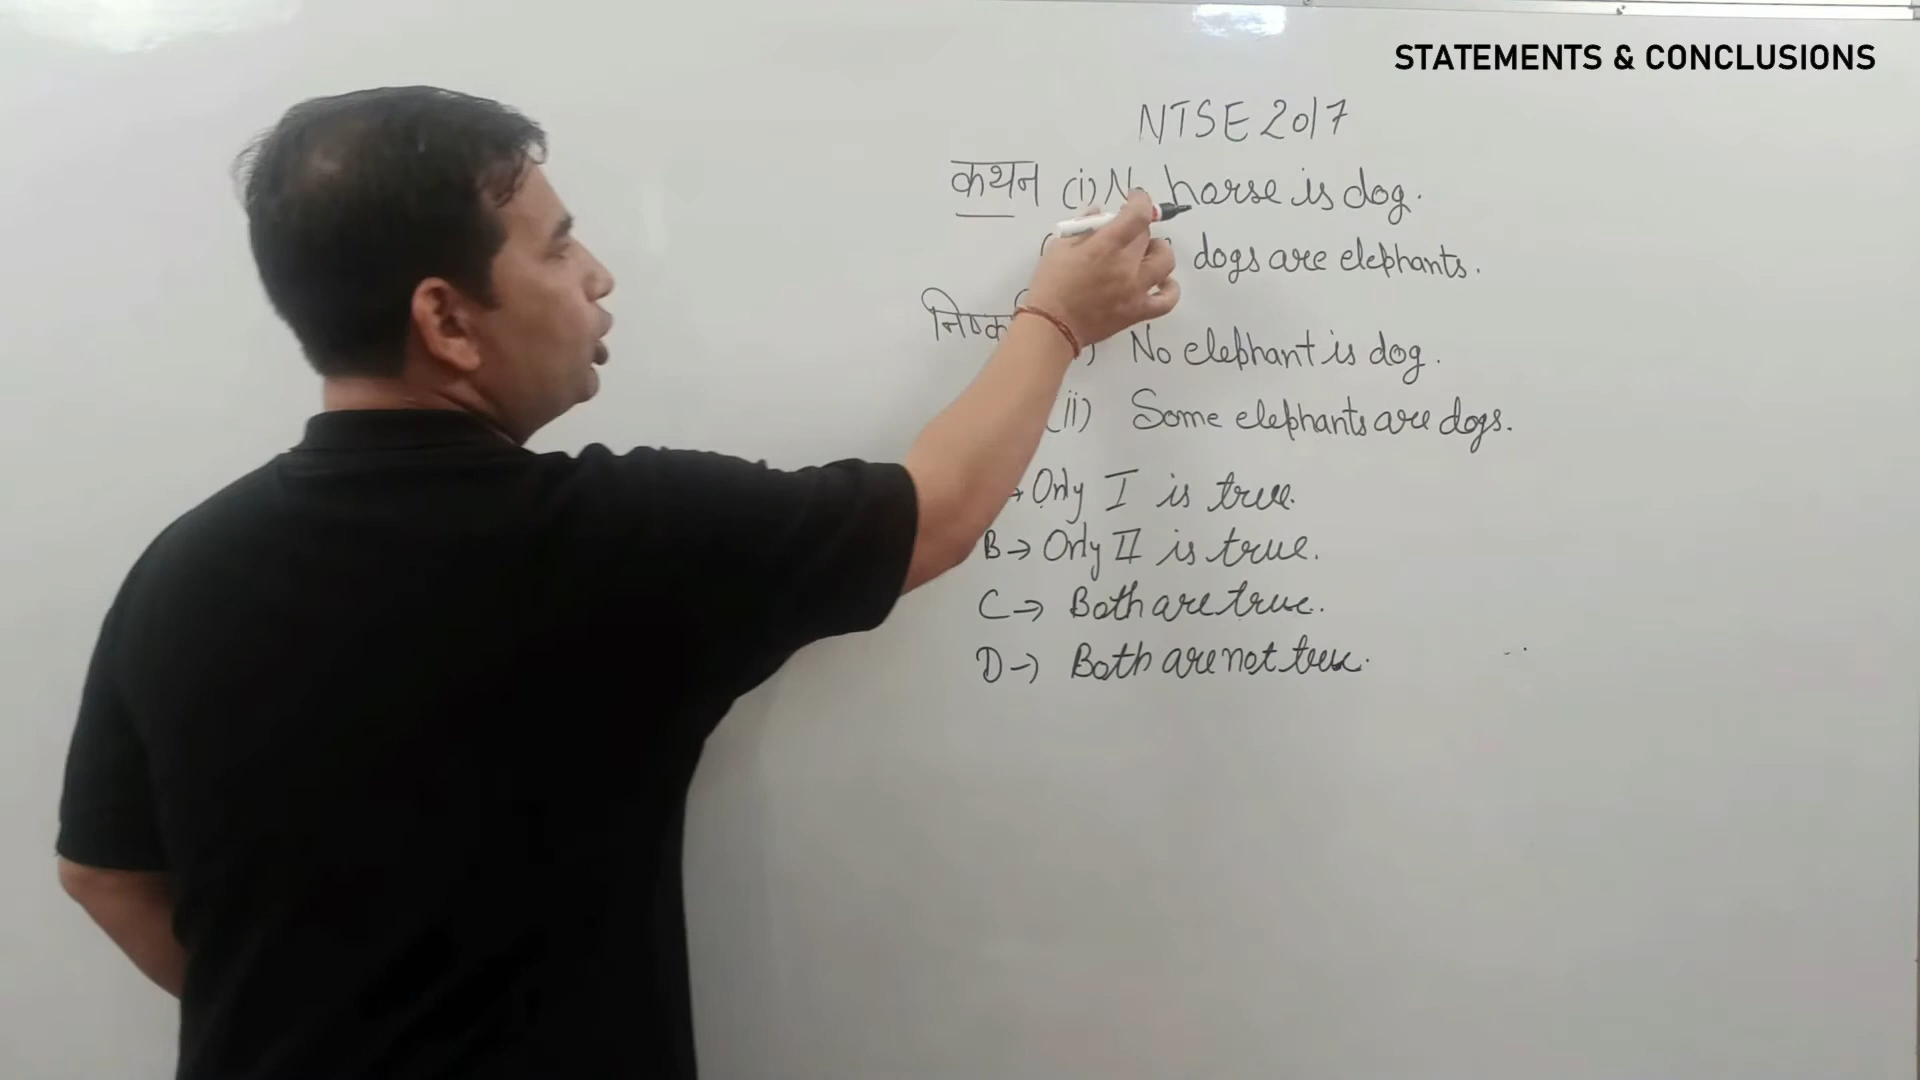 STATEMENTS & CONCLUSIONS
NTSE 2017
कथन (i) No horse is dog.
dogs are elephants.
No elephant is dog.
(ii) Some elephants are dogs.
→ Only I is true.
B → Only II is true.
C → Both are true.
D → Both are not true.